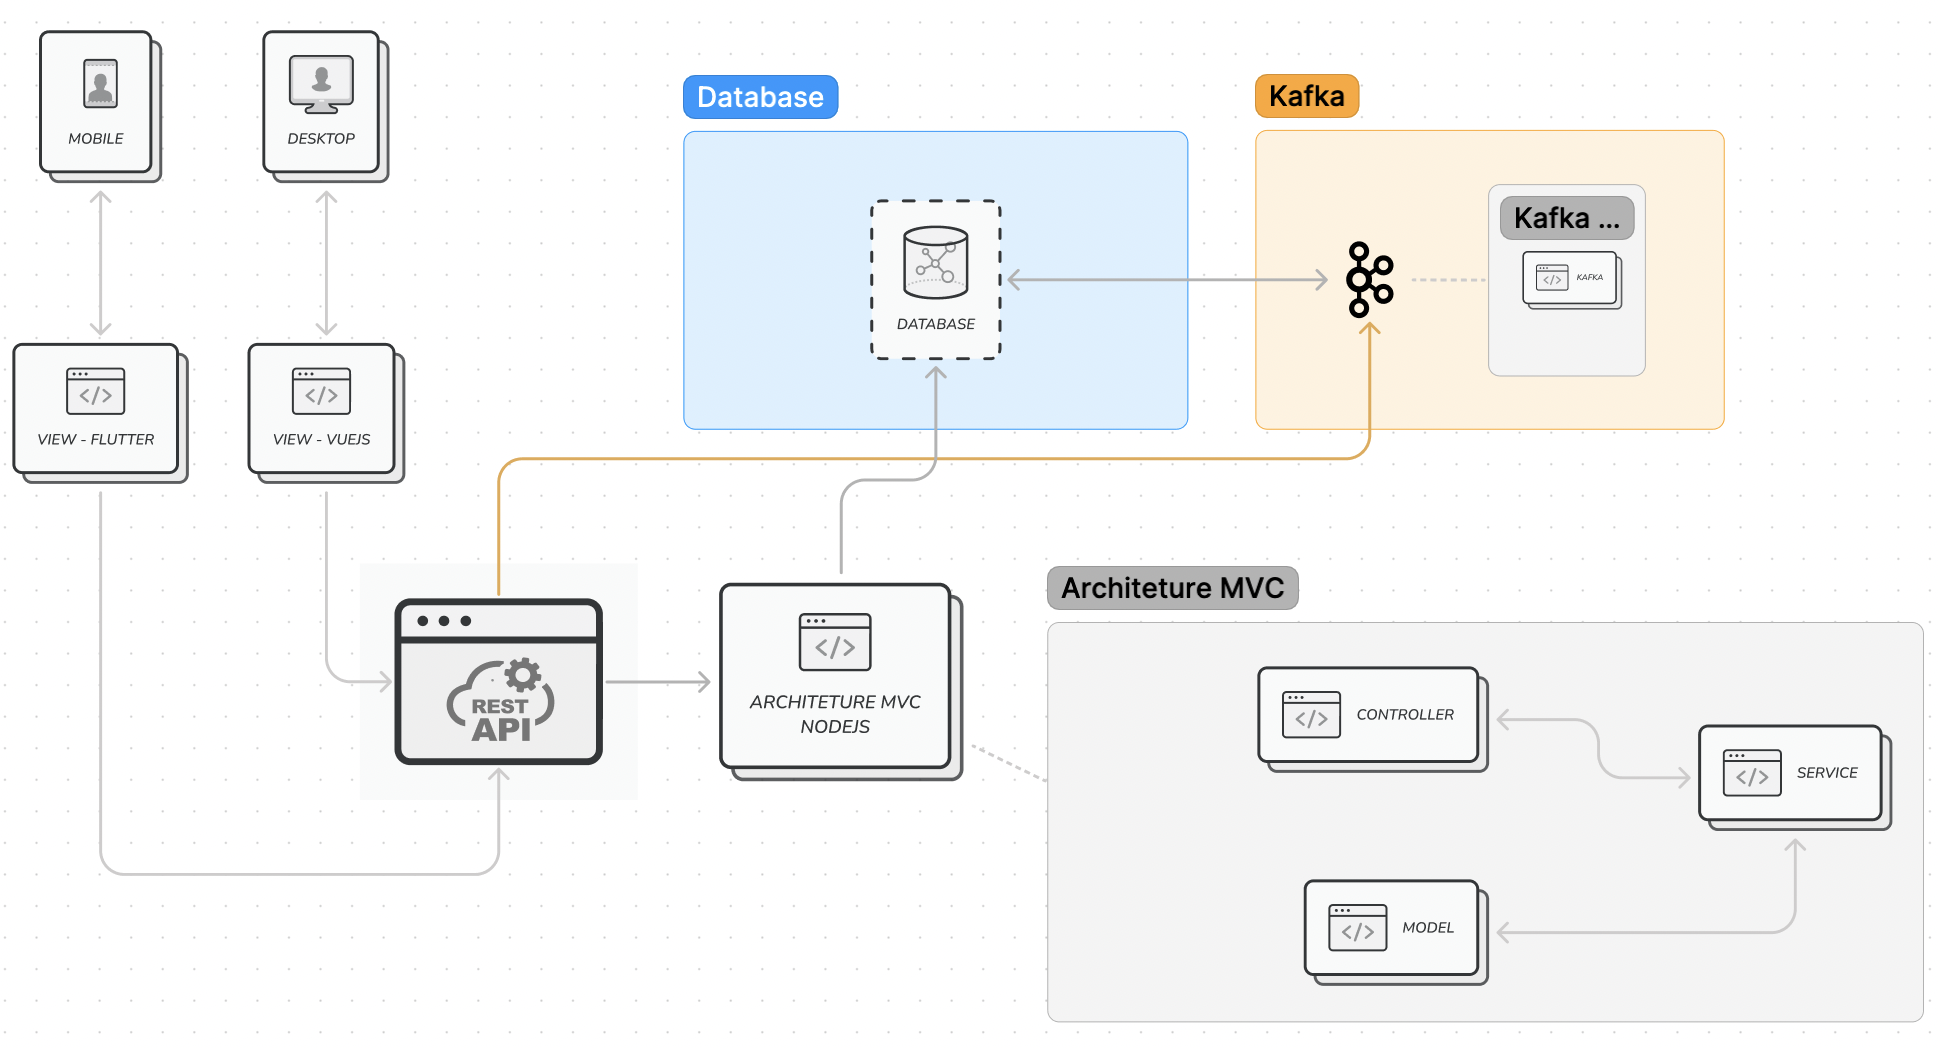 MOBILE
DESKTOP
Database
Kafka
Kafka ...
</> KAFKA
DATABASE
</>
VIEW - FLUTTER
</>
VIEW - VUEJS
REST
API
</>
ARCHITETURE MVC
NODEJS
Architeture MVC
</> CONTROLLER
</> SERVICE
</> MODEL